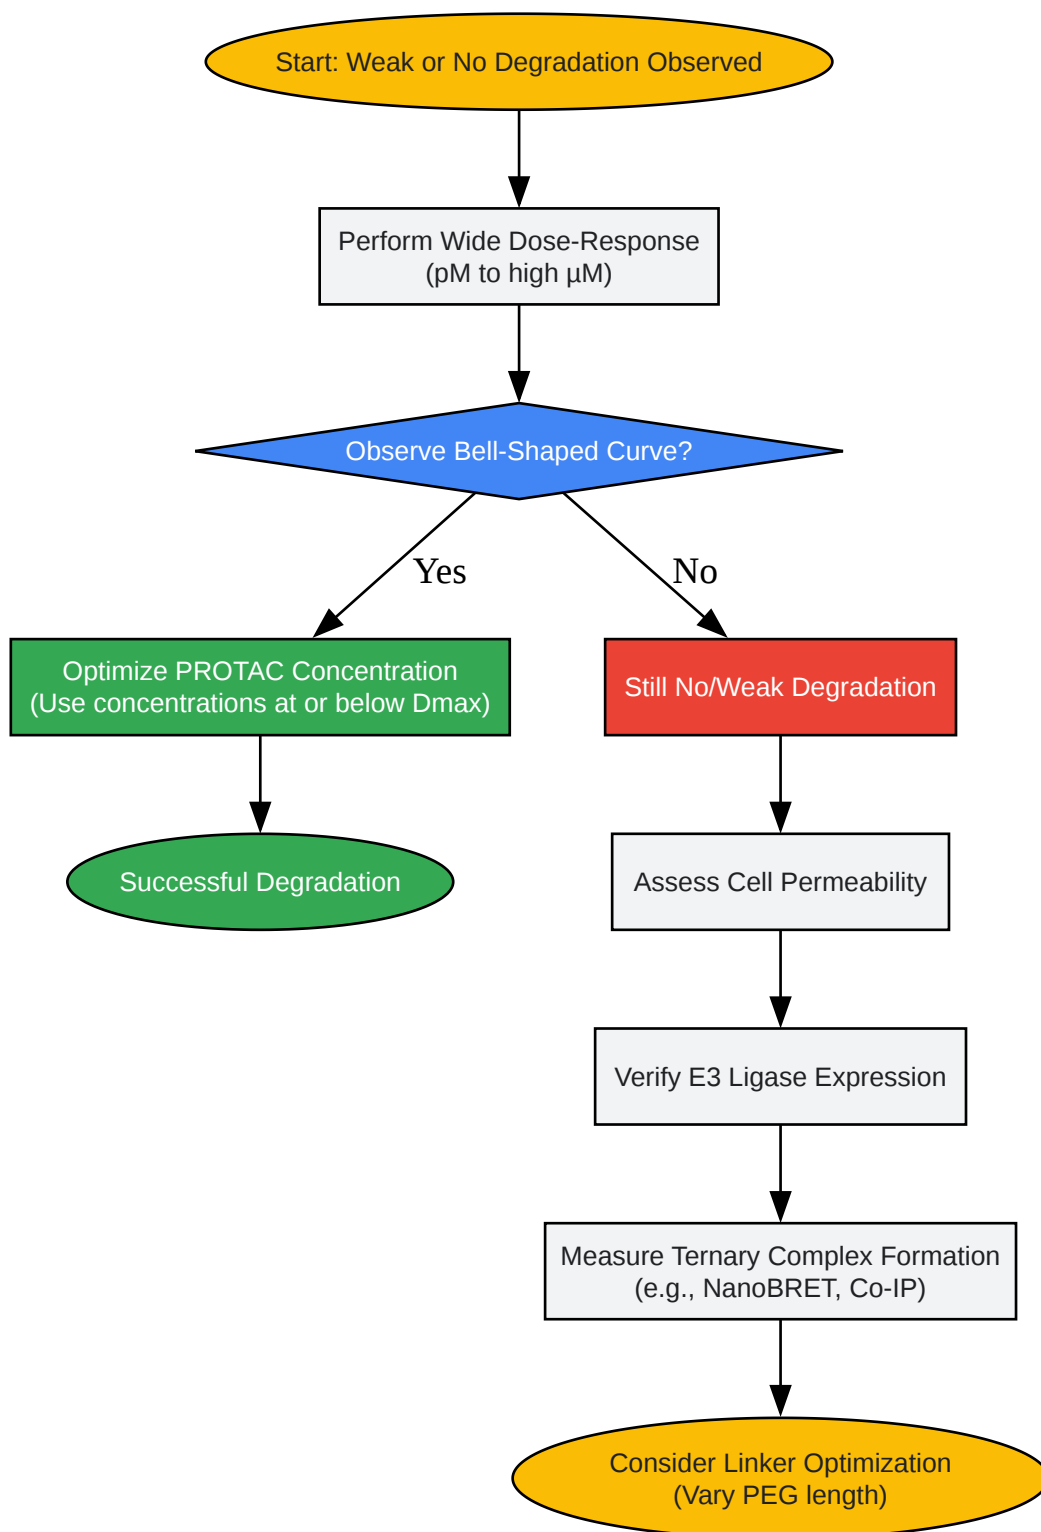 Start: Weak or No Degradation Observed
Perform Wide Dose-Response
(pM to high µM)
Observe Bell-Shaped Curve?
Yes
No
Optimize PROTAC Concentration
(Use concentrations at or below Dmax)
Still No/Weak Degradation
Successful Degradation
Assess Cell Permeability
Verify E3 Ligase Expression
Measure Ternary Complex Formation
(e.g., NanoBRET, Co-IP)
Consider Linker Optimization
(Vary PEG length)